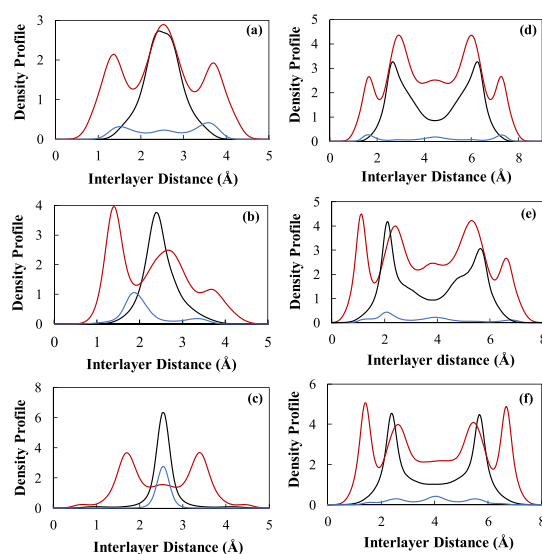 (a)
Density Profile
3
2
1
0
0 1 2 3 4 5
Interlayer Distance (Å)
(d)
Density Profile
5
4
3
2
1
0
0 2 4 6 8
Interlayer Distance (Å)
(b)
Density Profile
4
3
2
1
0
0 1 2 3 4 5
Interlayer Distance (Å)
(e)
Density Profile
5
4
3
2
1
0
0 2 4 6 8
Interlayer distance (Å)
(c)
Density Profile
8
6
4
2
0
0 1 2 3 4 5
Interlayer Distance (Å)
(f)
Density Profile
6
4
2
0
0 2 4 6 8
Interlayer Distance (Å)